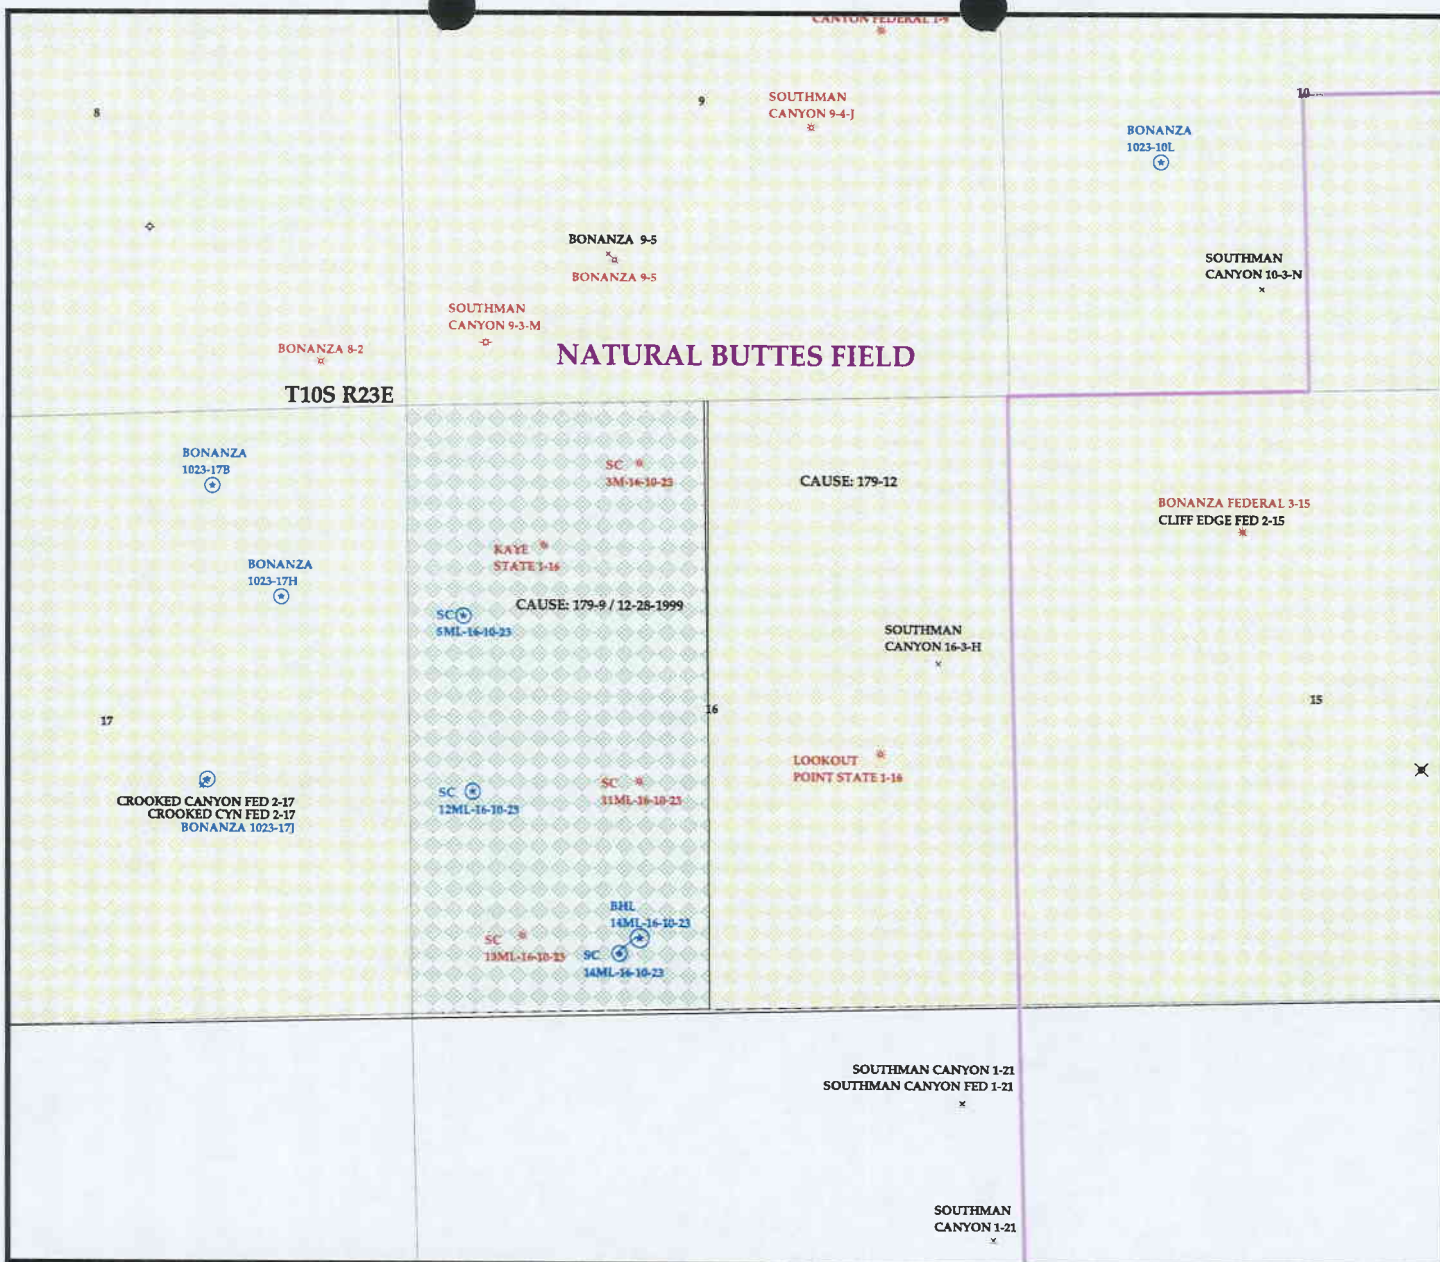 CANYON FEDERAL 1-9
8
9
10
SOUTHMAN
CANYON 9-4-J
BONANZA
1023-10L
BONANZA 9-5
BONANZA 9-5
SOUTHMAN
CANYON 10-3-N
SOUTHMAN
CANYON 9-3-M
BONANZA 8-2
NATURAL BUTTES FIELD
T10S R23E
BONANZA
1023-17B
SC
3M-16-10-23
CAUSE: 179-12
BONANZA FEDERAL 3-15
CLIFF EDGE FED 2-15
KAYE
STATE 1-16
BONANZA
1023-17H
CAUSE: 179-9 / 12-28-1999
SC
5ML-16-10-23
SOUTHMAN
CANYON 16-3-H
17
16
15
LOOKOUT
POINT STATE 1-16
SC
11ML-16-10-23
SC
12ML-16-10-23
CROOKED CANYON FED 2-17
CROOKED CYN FED 2-17
BONANZA 1023-17J
BHL
14ML-16-10-23
SC
13ML-16-10-23
SC
14ML-16-10-23
SOUTHMAN CANYON 1-21
SOUTHMAN CANYON FED 1-21
SOUTHMAN
CANYON 1-21